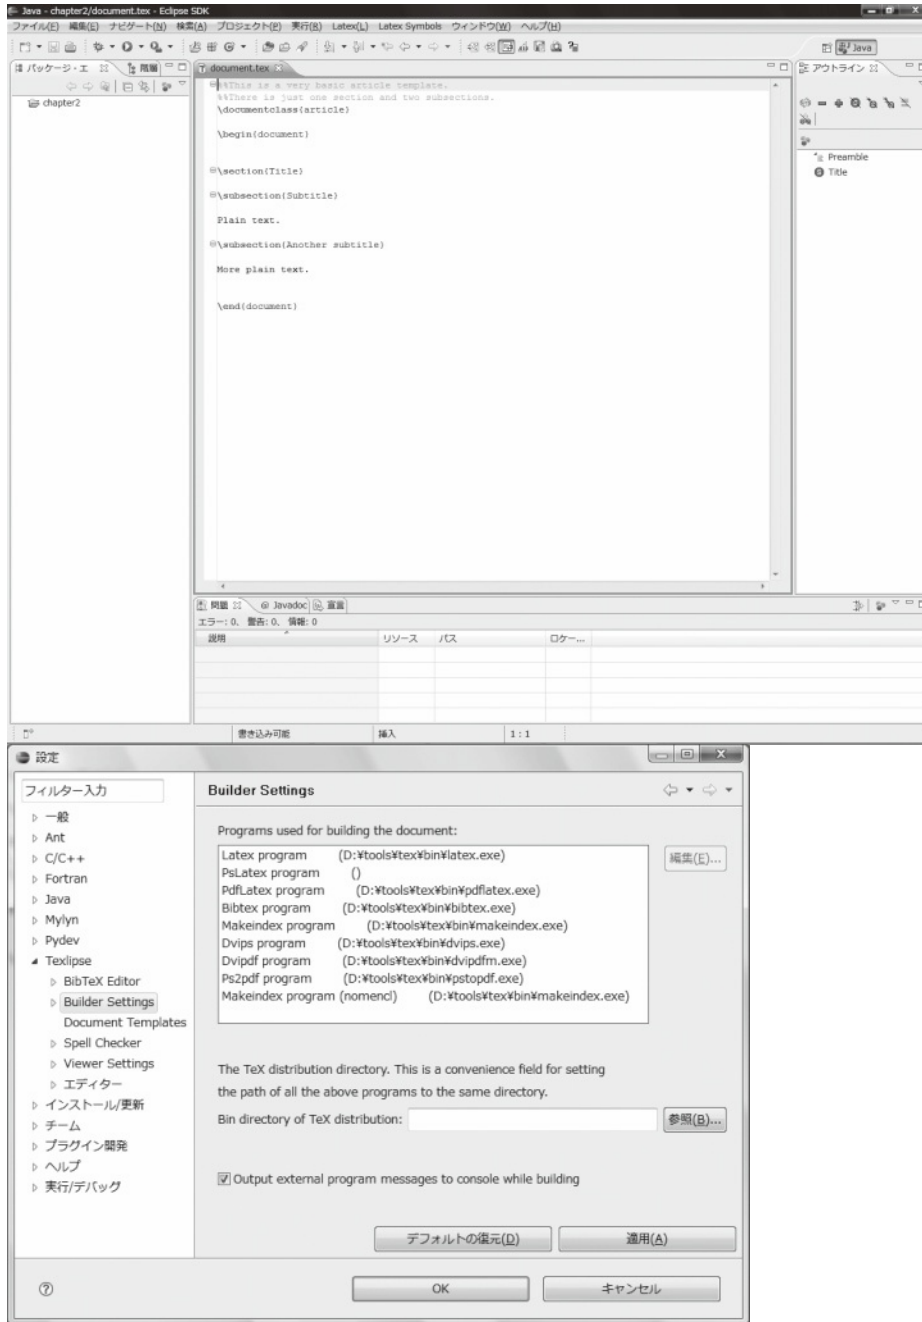 Java - chapter2/document.tex - Eclipse SDK
ファイル(F) 編集(E) ナビゲート(N) 検索(A) プロジェクト(P) 実行(R) Latex(L) Latex Symbols ウィンドウ(W) ヘルプ(H)
Java
パッケージ・エ 階層
document.tex
アウトライン
chapter2
%%This is a very basic article template.
%%There is just one section and two subsections.
\documentclass{article}
\begin{document}
\section{Title}
\subsection{Subtitle}
Plain text.
\subsection{Another subtitle}
More plain text.
\end{document}
Preamble
Title
問題 @ Javadoc 宣言
エラー: 0、警告: 0、情報: 0
説明 リソース パス ロケー...
書き込み可能 挿入 1 : 1
設定
フィルター入力
一般
Ant
C/C++
Fortran
Java
Mylyn
Pydev
Texlipse
BibTeX Editor
Builder Settings
Document Templates
Spell Checker
Viewer Settings
エディター
インストール/更新
チーム
プラグイン開発
ヘルプ
実行/デバッグ
Builder Settings
Programs used for building the document:
Latex program (D:¥tools¥tex¥bin¥latex.exe)
PsLatex program ()
PdfLatex program (D:¥tools¥tex¥bin¥pdflatex.exe)
Bibtex program (D:¥tools¥tex¥bin¥bibtex.exe)
Makeindex program (D:¥tools¥tex¥bin¥makeindex.exe)
Dvips program (D:¥tools¥tex¥bin¥dvips.exe)
Dvipdf program (D:¥tools¥tex¥bin¥dvipdfm.exe)
Ps2pdf program (D:¥tools¥tex¥bin¥pstopdf.exe)
Makeindex program (nomencl) (D:¥tools¥tex¥bin¥makeindex.exe)
編集(E)...
The TeX distribution directory. This is a convenience field for setting
the path of all the above programs to the same directory.
Bin directory of TeX distribution:
参照(B)...
Output external program messages to console while building
デフォルトの復元(D) 適用(A)
OK キャンセル